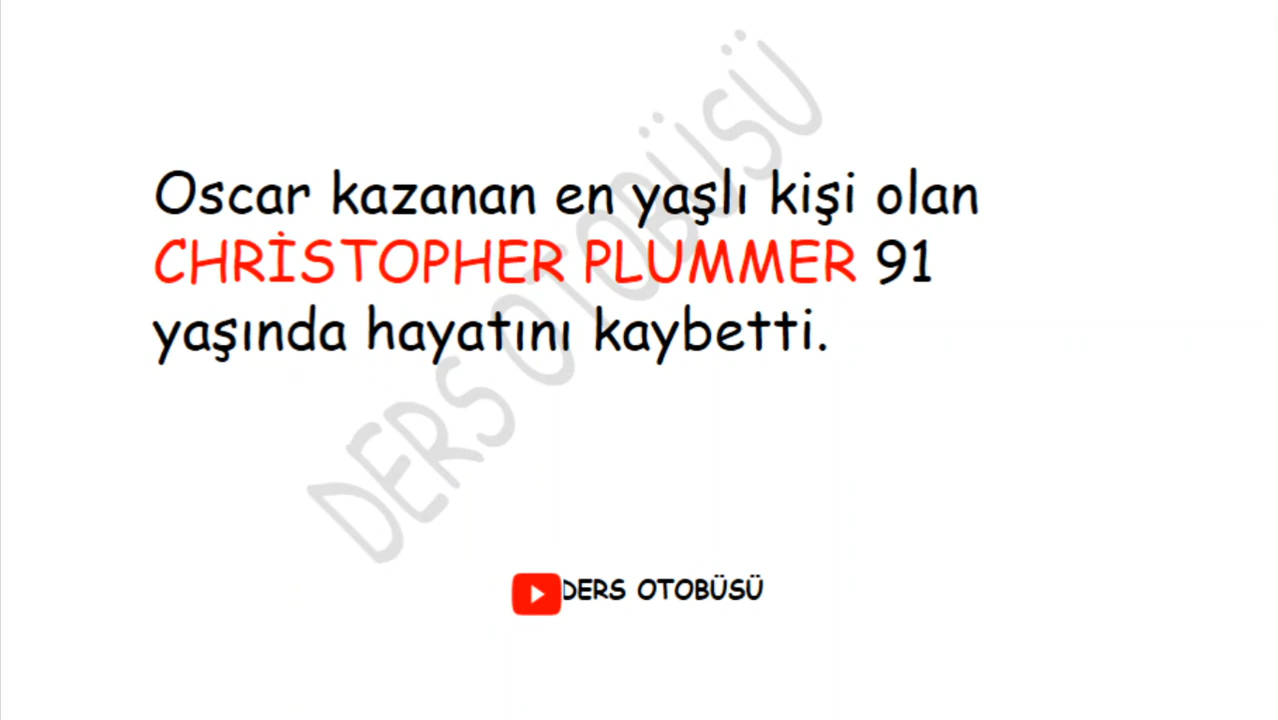 Oscar kazanan en yaşlı kişi olan
CHRİSTOPHER PLUMMER 91
yaşında hayatını kaybetti.
DERS OTOBÜSÜ
DERS OTOBÜSÜ